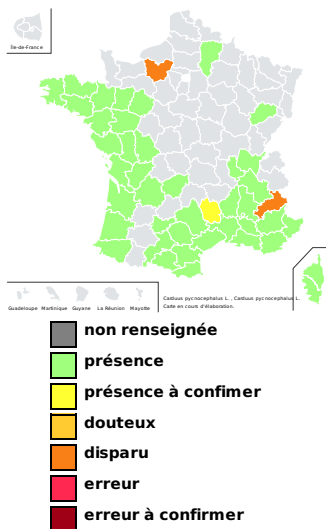 Île-de-France
Guadeloupe Martinique Guyane La Réunion Mayotte
Carduus pycnocephalus L. , Carduus pycnocephalus L.
Carte en cours d'élaboration.
non renseignée
présence
présence à confimer
douteux
disparu
erreur
erreur à confirmer